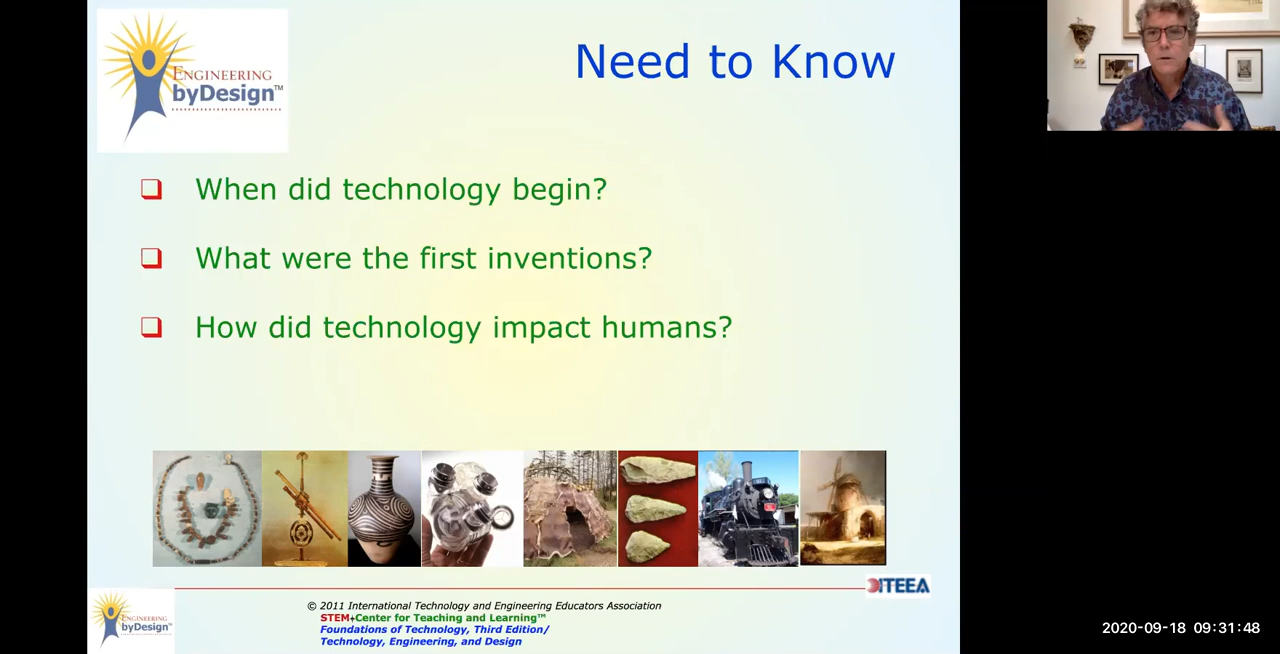 ENGINEERING
byDesign™
Need to Know
❑ When did technology begin?
❑ What were the first inventions?
❑ How did technology impact humans?
ITEEA
ENGINEERING
byDesign™
© 2011 International Technology and Engineering Educators Association
STEM+Center for Teaching and Learning™
Foundations of Technology, Third Edition/
Technology, Engineering, and Design
2020-09-18 09:31:48